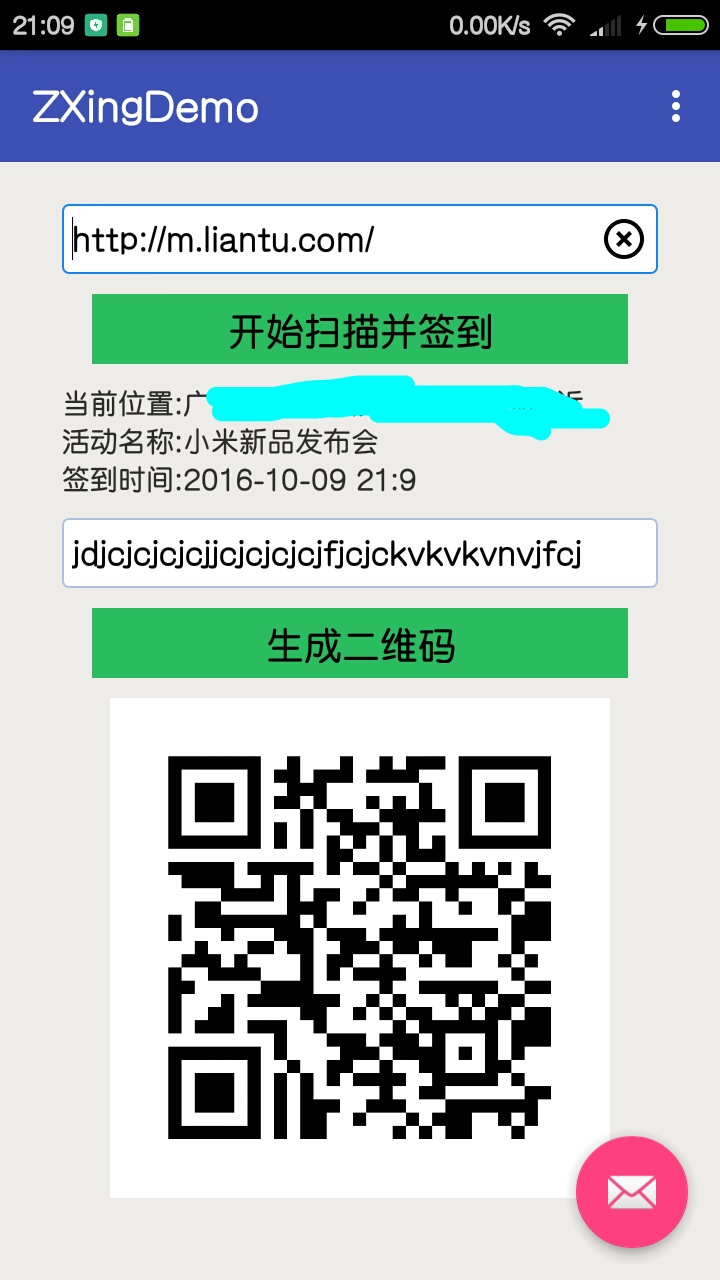 21:09 0.00K/s
ZXingDemo
http://m.liantu.com/
开始扫描并签到
当前位置:广 近
活动名称:小米新品发布会
签到时间:2016-10-09 21:9
jdjcjcjcjcjjcjcjcjcjfjcjckvkvkvnvjfcj
生成二维码